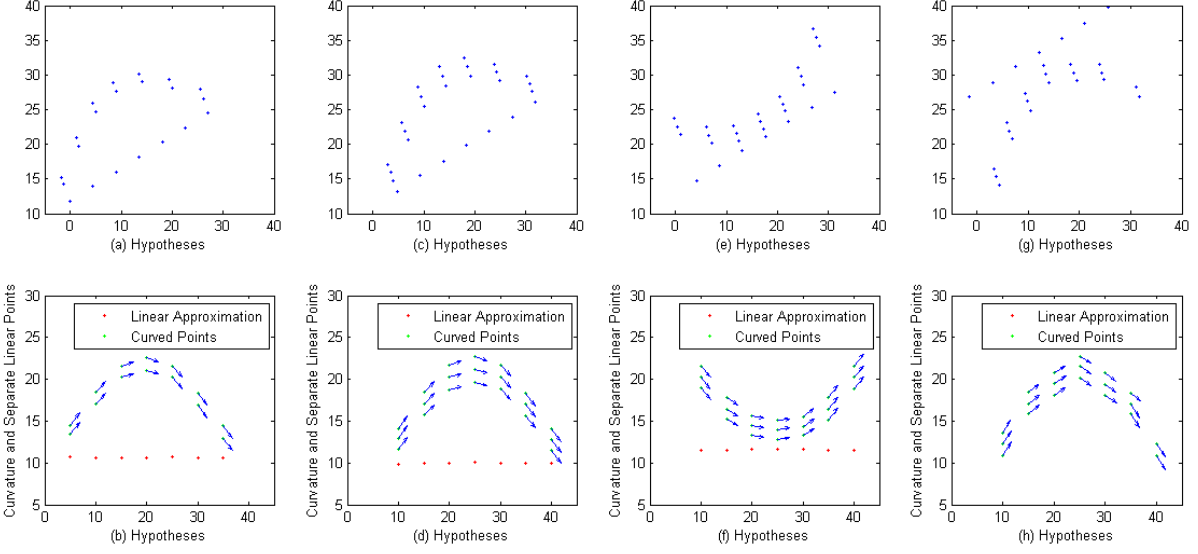 40
35
30
25
20
15
10
0 10 20 30 40
(a) Hypotheses
40
35
30
25
20
15
10
0 10 20 30 40
(c) Hypotheses
40
35
30
25
20
15
10
0 10 20 30 40
(e) Hypotheses
40
35
30
25
20
15
10
0 10 20 30 40
(g) Hypotheses
Curvature and Separate Linear Points
30
25
20
15
10
5
Linear Approximation
Curved Points
0 10 20 30 40
(b) Hypotheses
Curvature and Separate Linear Points
30
25
20
15
10
5
Linear Approximation
Curved Points
0 10 20 30 40
(d) Hypotheses
Curvature and Separate Linear Points
30
25
20
15
10
5
Linear Approximation
Curved Points
0 10 20 30 40
(f) Hypotheses
Curvature and Separate Linear Points
30
25
20
15
10
5
Linear Approximation
Curved Points
0 10 20 30 40
(h) Hypotheses